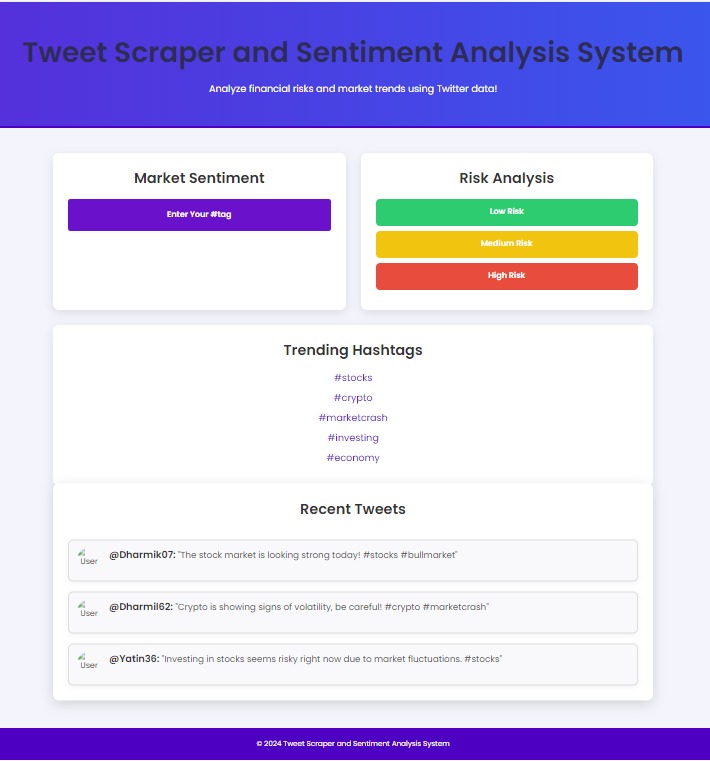 Tweet Scraper and Sentiment Analysis System
Analyze financial risks and market trends using Twitter data!
Market Sentiment
Enter Your #tag
Risk Analysis
Low Risk
Medium Risk
High Risk
Trending Hashtags
#stocks
#crypto
#marketcrash
#investing
#economy
Recent Tweets
User
@Dharmik07: "The stock market is looking strong today! #stocks #bullmarket"
User
@Dharmil62: "Crypto is showing signs of volatility, be careful! #crypto #marketcrash"
User
@Yatin36: "Investing in stocks seems risky right now due to market fluctuations. #stocks"
© 2024 Tweet Scraper and Sentiment Analysis System